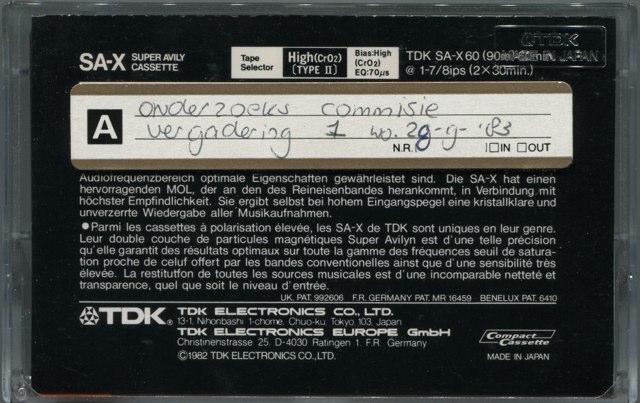 SA-X SUPER AVILYN CASSETTE
Tape Selector
High(CrO2) [TYPE II]
Bias:High (CrO2) EQ:70µs
TDK SA-X60
@ 1-7/8ips (2×30min.)
TDK
MADE IN JAPAN
A
onderzoeks commisie
vergadering 1 wo. -'83
N.R. IN OUT
Audiofrequenzbereich optimale Eigenschaften gewährleistet sind. Die SA-X hat einen
hervorragenden MOL, der an den des Reineisenbandes herankommt, in Verbindung mit
höchster Empfindlichkeit. Sie ergibt selbst bei hohem Eingangspegel eine kristallklare und
unverzerrte Wiedergabe aller Musikaufnahmen.
●Parmi les cassettes à polarisation élevée, les SA-X de TDK sont uniques en leur genre.
Leur double couche de particules magnétiques Super Avilyn est d'une telle précision
qu'elle garantit des résultats optimaux sur toute la gamme des fréquences seuil de satura-
tion proche de celuf offert par les bandes conventionelles ainsi que d'une sensibilité très
élevée. La restitutfon de toutes les sources musicales est d'une incomparable netteté et
transparence, quel que soit le niveau d'entrée.
UK. PAT. 992606 F.R. GERMANY PAT. MR 16459 BENELUX PAT. 6410
TDK® TDK ELECTRONICS CO., LTD.
13-1, Nihonbashi 1-chome, Chuo-ku, Tokyo 103, Japan
TDK ELECTRONICS EUROPE GmbH
Christinenstrasse 25, D-4030 Ratingen 1. F.R. Germany
©1982 TDK ELECTRONICS CO.,LTD.
Compact Cassette
MADE IN JAPAN